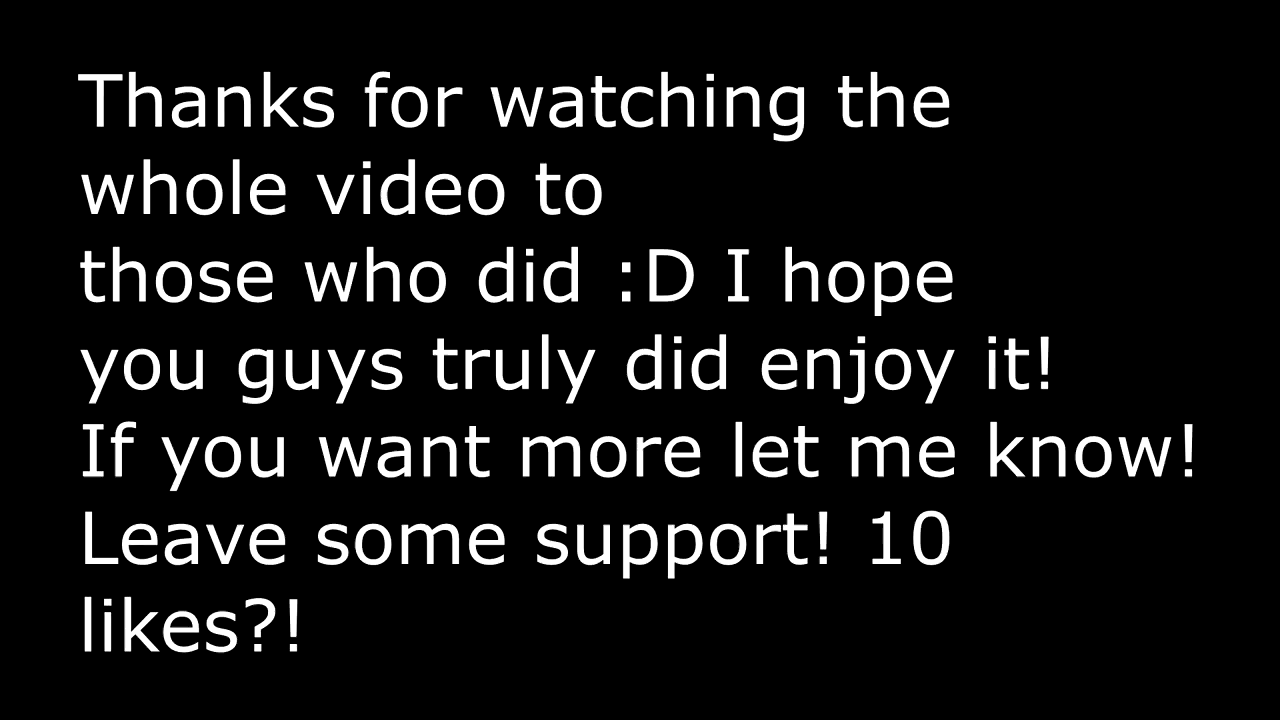 Thanks for watching the
whole video to
those who did :D I hope
you guys truly did enjoy it!
If you want more let me know!
Leave some support! 10
likes?!